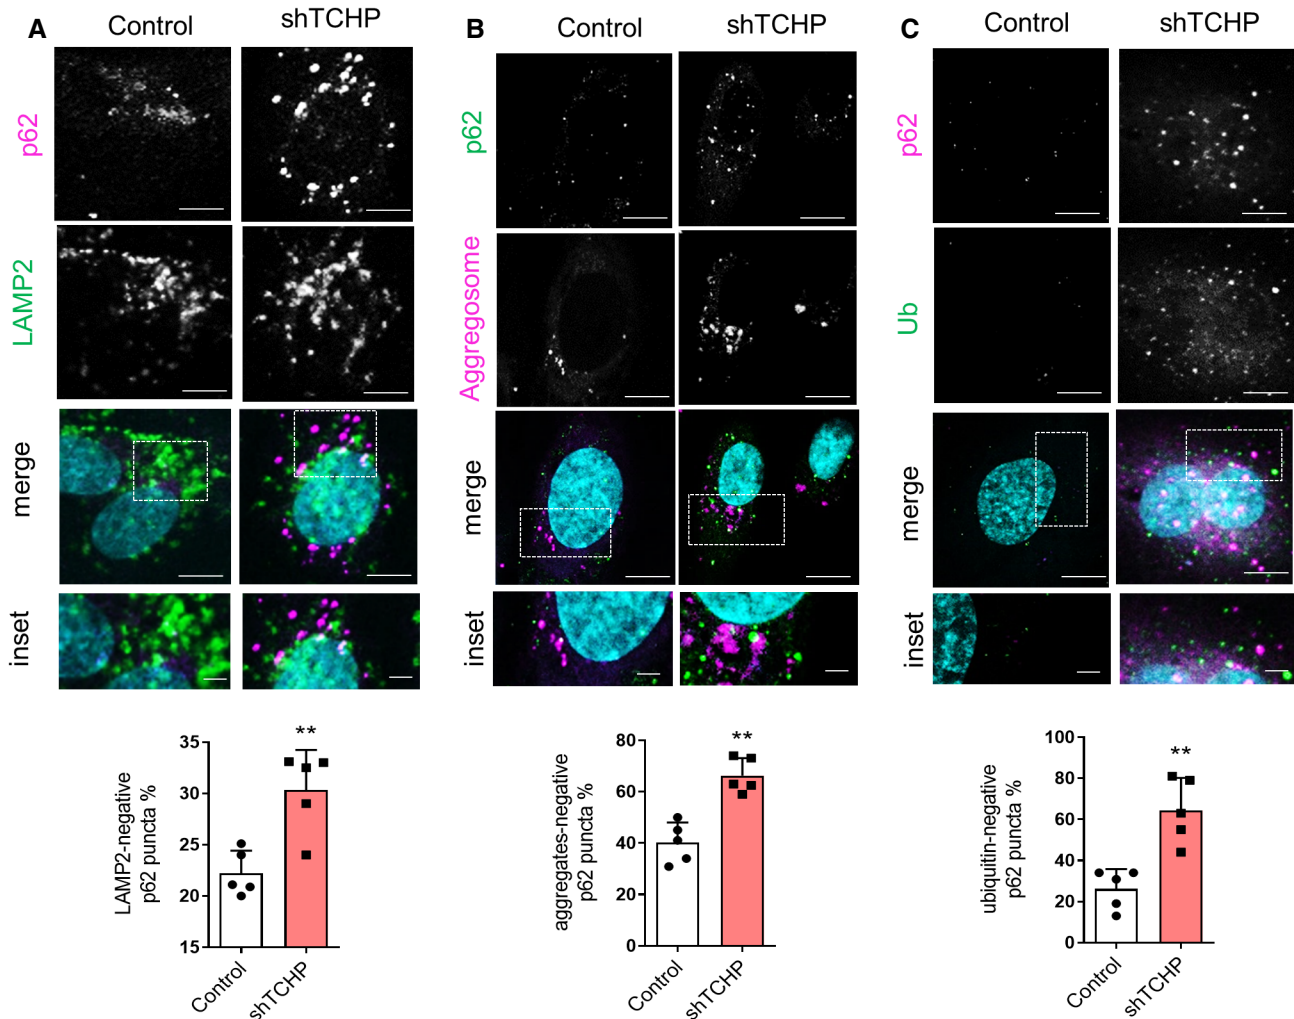 A
Control
shTCHP
p62
LAMP2
merge
inset
LAMP2-negative
p62 puncta %
35
30
25
20
15
**
Control
shTCHP
B
Control
shTCHP
p62
Aggregosome
merge
inset
aggregates-negative
p62 puncta %
80
60
40
20
0
**
Control
shTCHP
C
Control
shTCHP
p62
Ub
merge
inset
ubiquitin-negative
p62 puncta %
100
80
60
40
20
0
**
Control
shTCHP